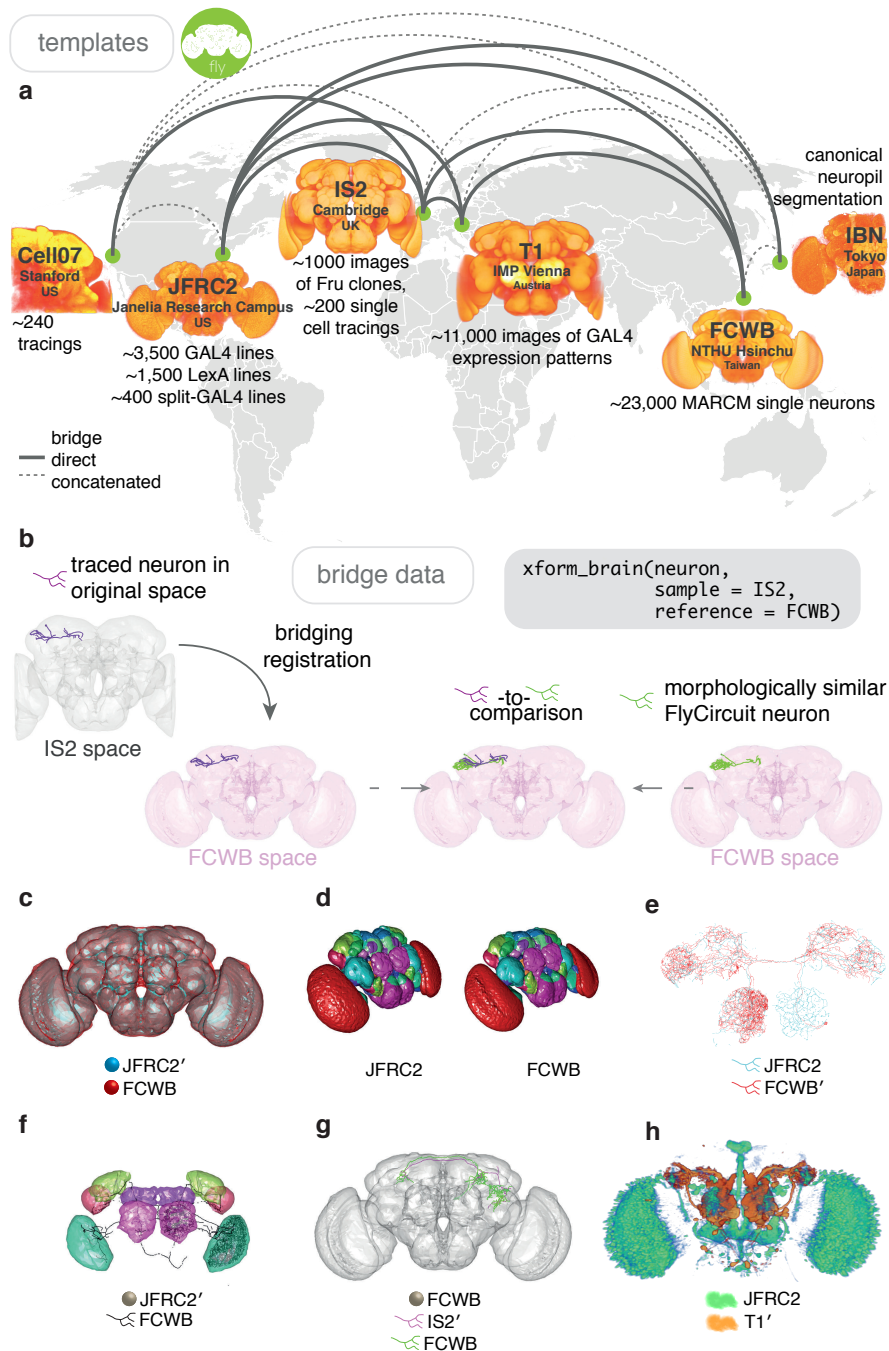 templates
fly
a
canonical
neuropil
segmentation
IS2
Cambridge
UK
Cell07
Stanford
US
T1
IMP Vienna
Austria
IBN
Tokyo
Japan
JFRC2
Janelia Research Campus
US
~1000 images
of Fru clones,
~200 single
cell tracings
~240
tracings
FCWB
NTHU Hsinchu
Taiwan
~11,000 images of GAL4
expression patterns
~3,500 GAL4 lines
~1,500 LexA lines
~400 split-GAL4 lines
~23,000 MARCM single neurons
bridge
direct
concatenated
b
traced neuron in
original space
bridge data
xform_brain(neuron,
sample = IS2,
reference = FCWB)
bridging
registration
-to-
comparison
morphologically similar
FlyCircuit neuron
IS2 space
FCWB space
FCWB space
c
d
e
JFRC2′
FCWB
JFRC2
FCWB
JFRC2
FCWB′
f
g
h
JFRC2′
FCWB
FCWB
IS2′
FCWB
JFRC2
T1′